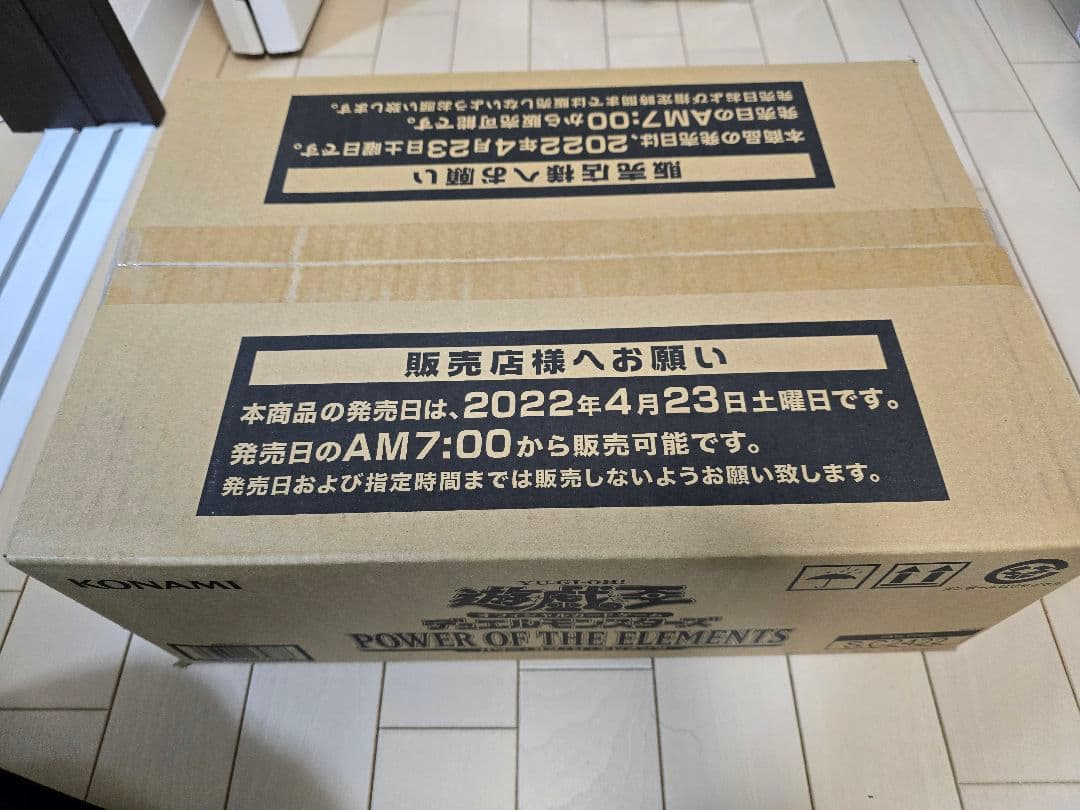 発売日および指定時間までは販売しないようお願い致します。
発売日のAM7:00から販売可能です。
本商品の発売日は、2022年4月23日土曜日です。
販売店様へお願い
販売店様へお願い
本商品の発売日は、2022年4月23日土曜日です。
発売日のAM7:00から販売可能です。
発売日および指定時間までは販売しないようお願い致します。
KONAMI
YU-GI-OH!
遊戯王
デュエルモンスターズ
POWER OF THE ELEMENTS